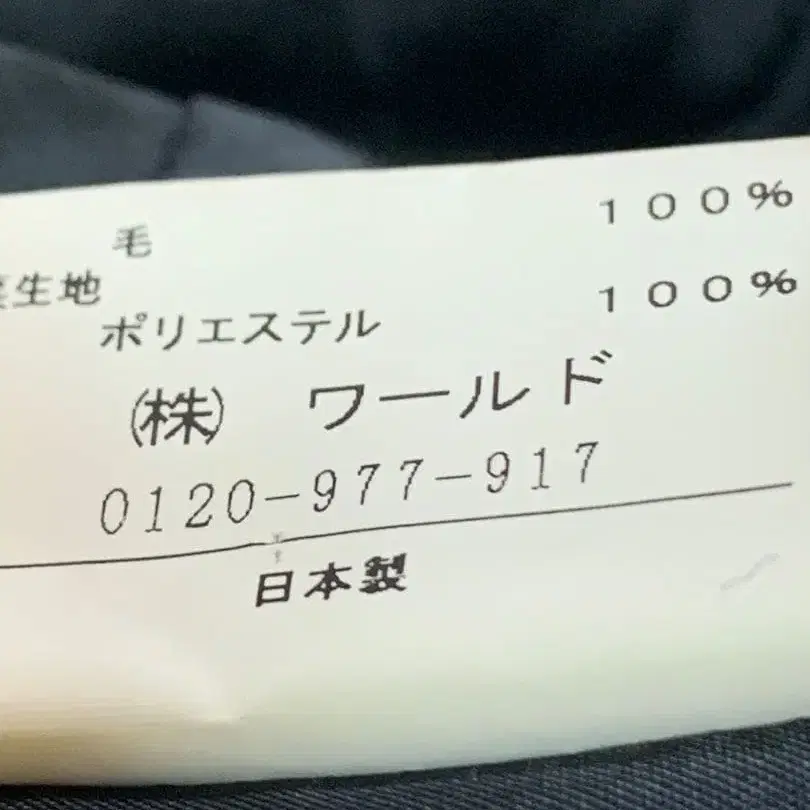 毛 １００％
裏生地
ポリエステル １００％
㈱ ワールド
0120-977-917
日本製